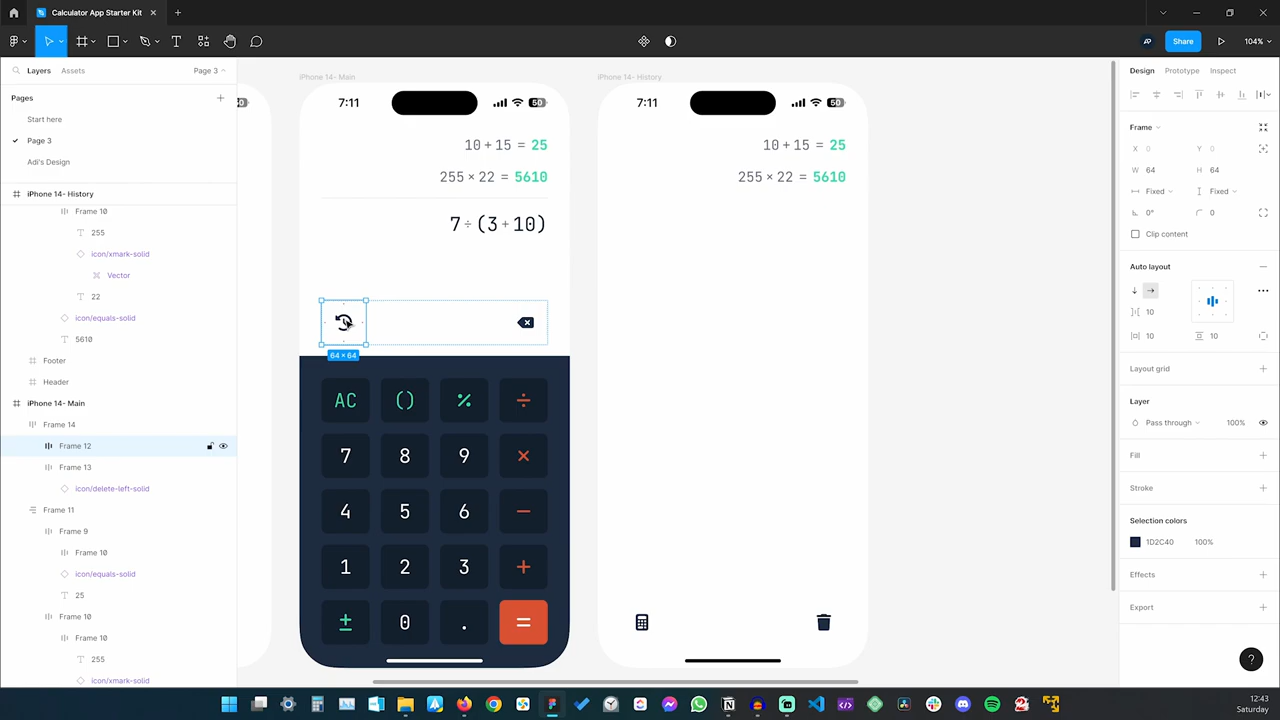 Calculator App Starter Kit
Share
104%
Layers
Assets
Page 3
Pages
Start here
Page 3
Adi's Design
iPhone 14- History
Frame 10
255
icon/xmark-solid
Vector
22
icon/equals-solid
5610
Footer
Header
iPhone 14- Main
Frame 14
Frame 12
Frame 13
icon/delete-left-solid
Frame 11
Frame 9
Frame 10
icon/equals-solid
25
Frame 10
Frame 10
255
icon/xmark-solid
iPhone 14- Main
7:11
50
10 + 15 = 25
255 × 22 = 5610
7 ÷ (3 + 10)
64 × 64
AC ( ) % ÷
7 8 9 ×
4 5 6 −
1 2 3 +
± 0 . =
iPhone 14- History
7:11
50
10 + 15 = 25
255 × 22 = 5610
Design
Prototype
Inspect
Frame
X 0 Y 0
W 64 H 64
Fixed Fixed
0° 0
Clip content
Auto layout
10
10 10
Layout grid
Layer
Pass through 100%
Fill
Stroke
Selection colors
1D2C40 100%
Effects
Export
?
12:43
Saturday